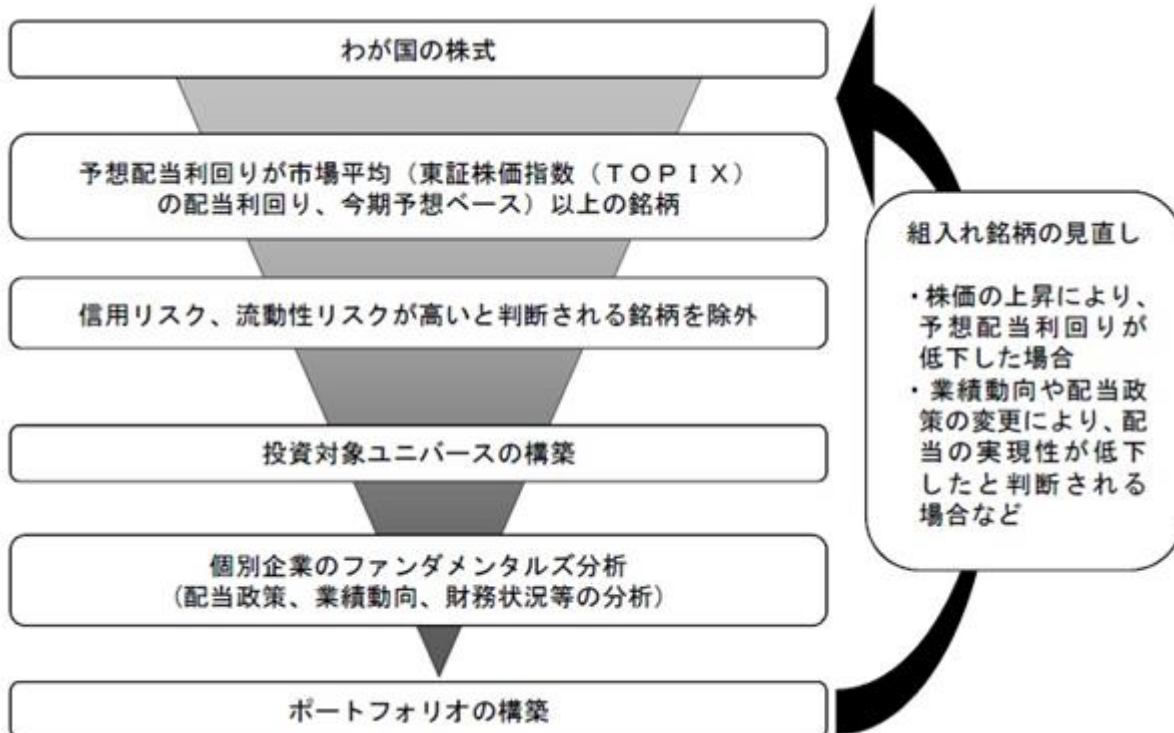 わが国の株式
予想配当利回りが市場平均（東証株価指数（ＴＯＰＩＸ）
の配当利回り、今期予想ベース）以上の銘柄
信用リスク、流動性リスクが高いと判断される銘柄を除外
投資対象ユニバースの構築
個別企業のファンダメンタルズ分析
（配当政策、業績動向、財務状況等の分析）
ポートフォリオの構築
組入れ銘柄の見直し
・株価の上昇により、
予想配当利回りが
低下した場合
・業績動向や配当政
策の変更により、配
当の実現性が低下
したと判断される
場合など